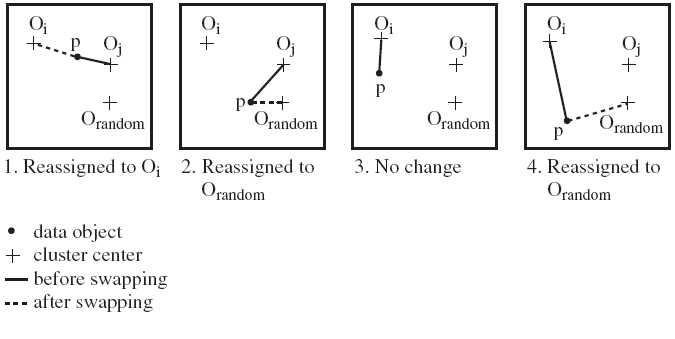 Oi p Oj Orandom
Oi Oj p Orandom
Oi Oj p Orandom
Oi Oj p Orandom
1. Reassigned to Oi
2. Reassigned to
Orandom
3. No change
4. Reassigned to
Orandom
data object
cluster center
before swapping
after swapping